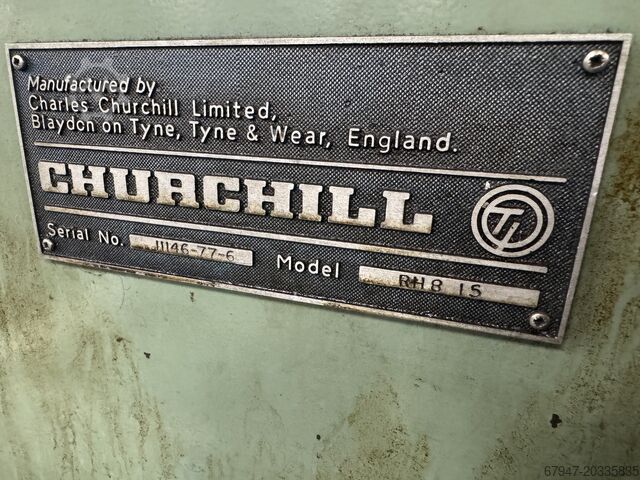 Manufactured by
Charles Churchill Limited,
Blaydon on Tyne, Tyne & Wear, England.
CHURCHILL
Serial No. J1146-77-6
Model RH8 IS
67947-20335835